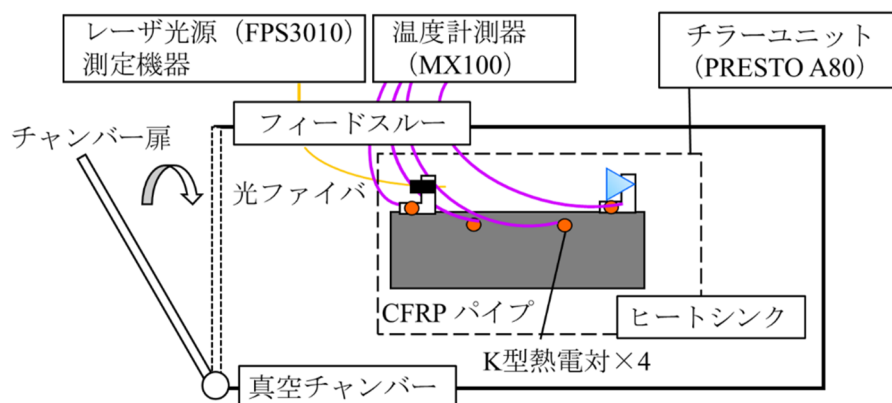 レーザ光源（FPS3010）
測定機器
温度計測器
（MX100）
チラーユニット
（PRESTO A80）
フィードスルー
チャンバー扉
光ファイバ
CFRP パイプ
ヒートシンク
K型熱電対×4
真空チャンバー